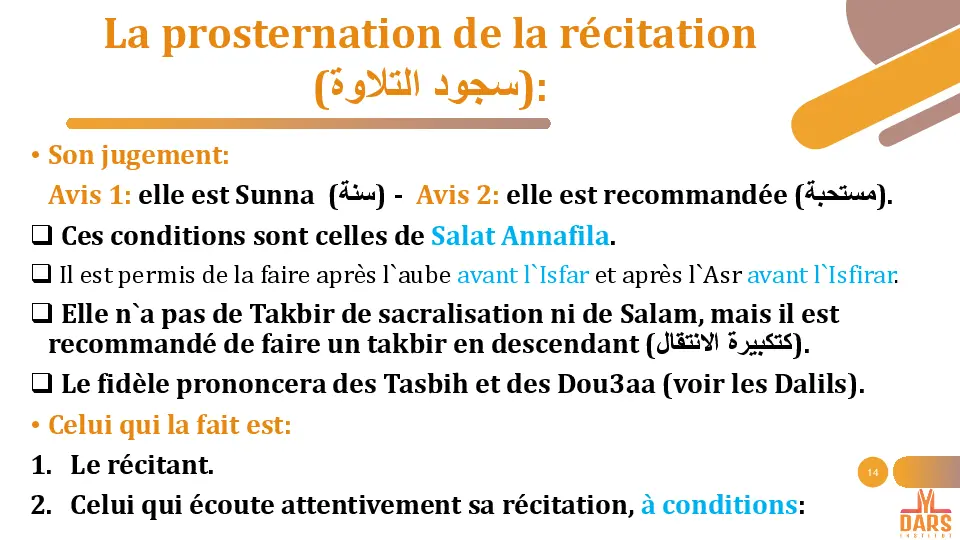 La prosternation de la récitation
(سجود التلاوة):
• Son jugement:
Avis 1: elle est Sunna (سنة) - Avis 2: elle est recommandée (مستحبة).
❑ Ces conditions sont celles de Salat Annafila.
❑ Il est permis de la faire après l`aube avant l`Isfar et après l`Asr avant l`Isfirar.
❑ Elle n`a pas de Takbir de sacralisation ni de Salam, mais il est
recommandé de faire un takbir en descendant (كتكبيرة الانتقال).
❑ Le fidèle prononcera des Tasbih et des Dou3aa (voir les Dalils).
• Celui qui la fait est:
1. Le récitant.
2. Celui qui écoute attentivement sa récitation, à conditions:
14
DARS
INSTITUT